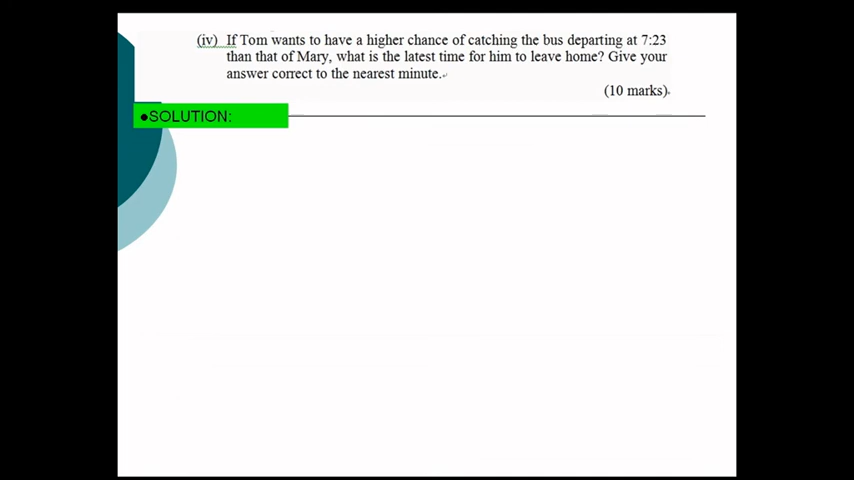 (iv) If Tom wants to have a higher chance of catching the bus departing at 7:23
than that of Mary, what is the latest time for him to leave home? Give your
answer correct to the nearest minute.
(10 marks)
●SOLUTION: